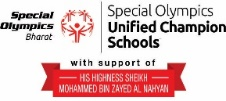 Special
Olympics
Bharat
Special Olympics
Unified Champion
Schools
with support of
HIS HIGHNESS SHEIKH
MOHAMMED BIN ZAYED AL NAHYAN